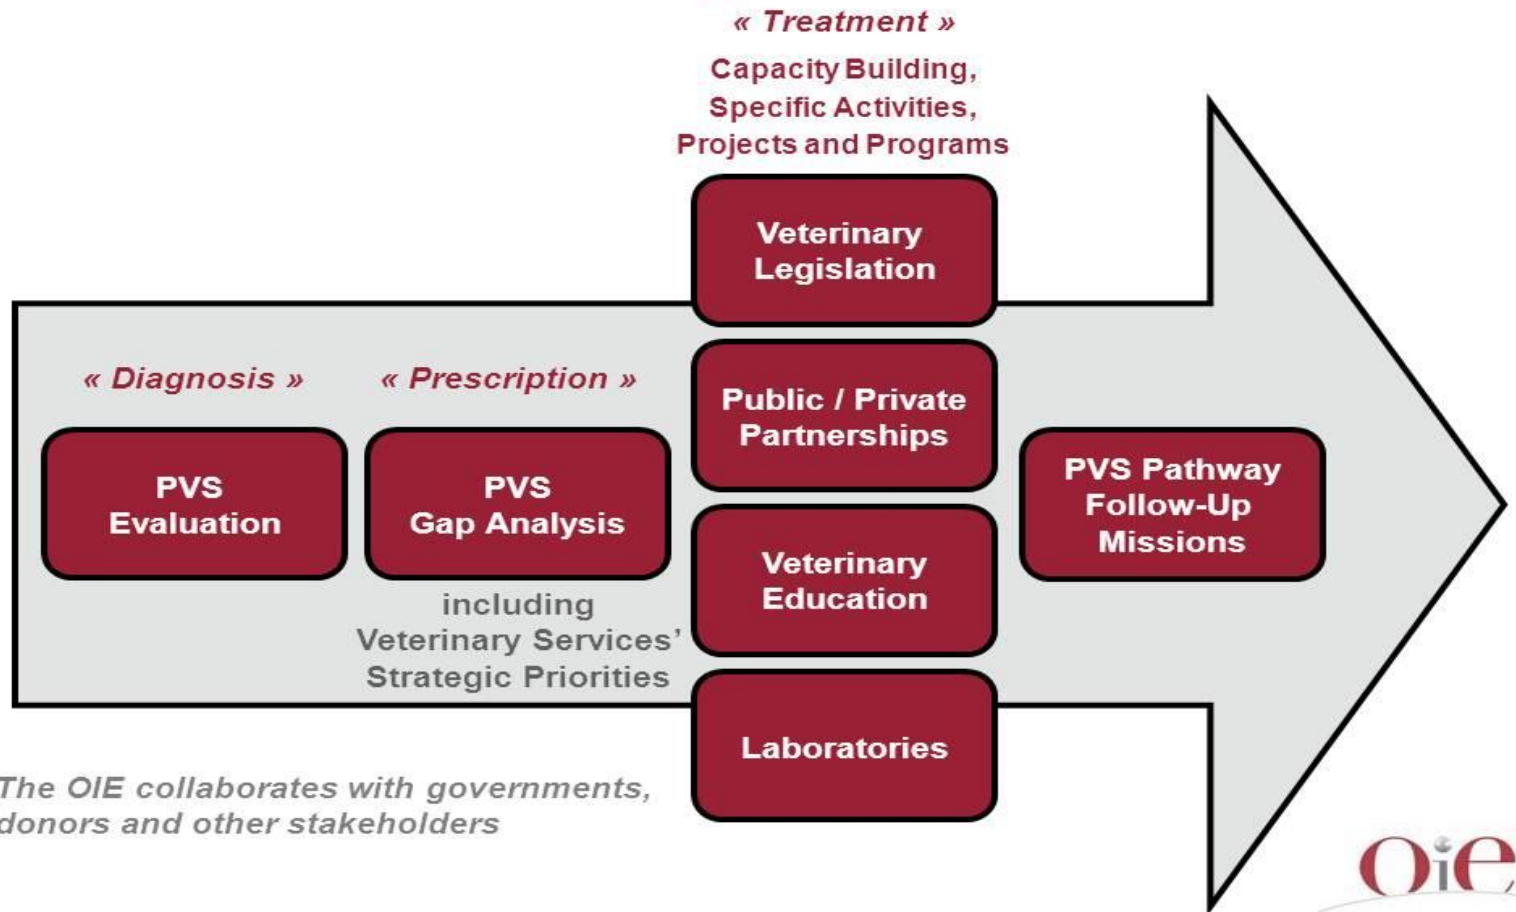 « Treatment »
Capacity Building,
Specific Activities,
Projects and Programs
Veterinary
Legislation
« Diagnosis »
« Prescription »
Public / Private
Partnerships
PVS
Evaluation
PVS
Gap Analysis
PVS Pathway
Follow-Up
Missions
including
Veterinary Services’
Strategic Priorities
Veterinary
Education
Laboratories
The OIE collaborates with governments,
donors and other stakeholders
Oie